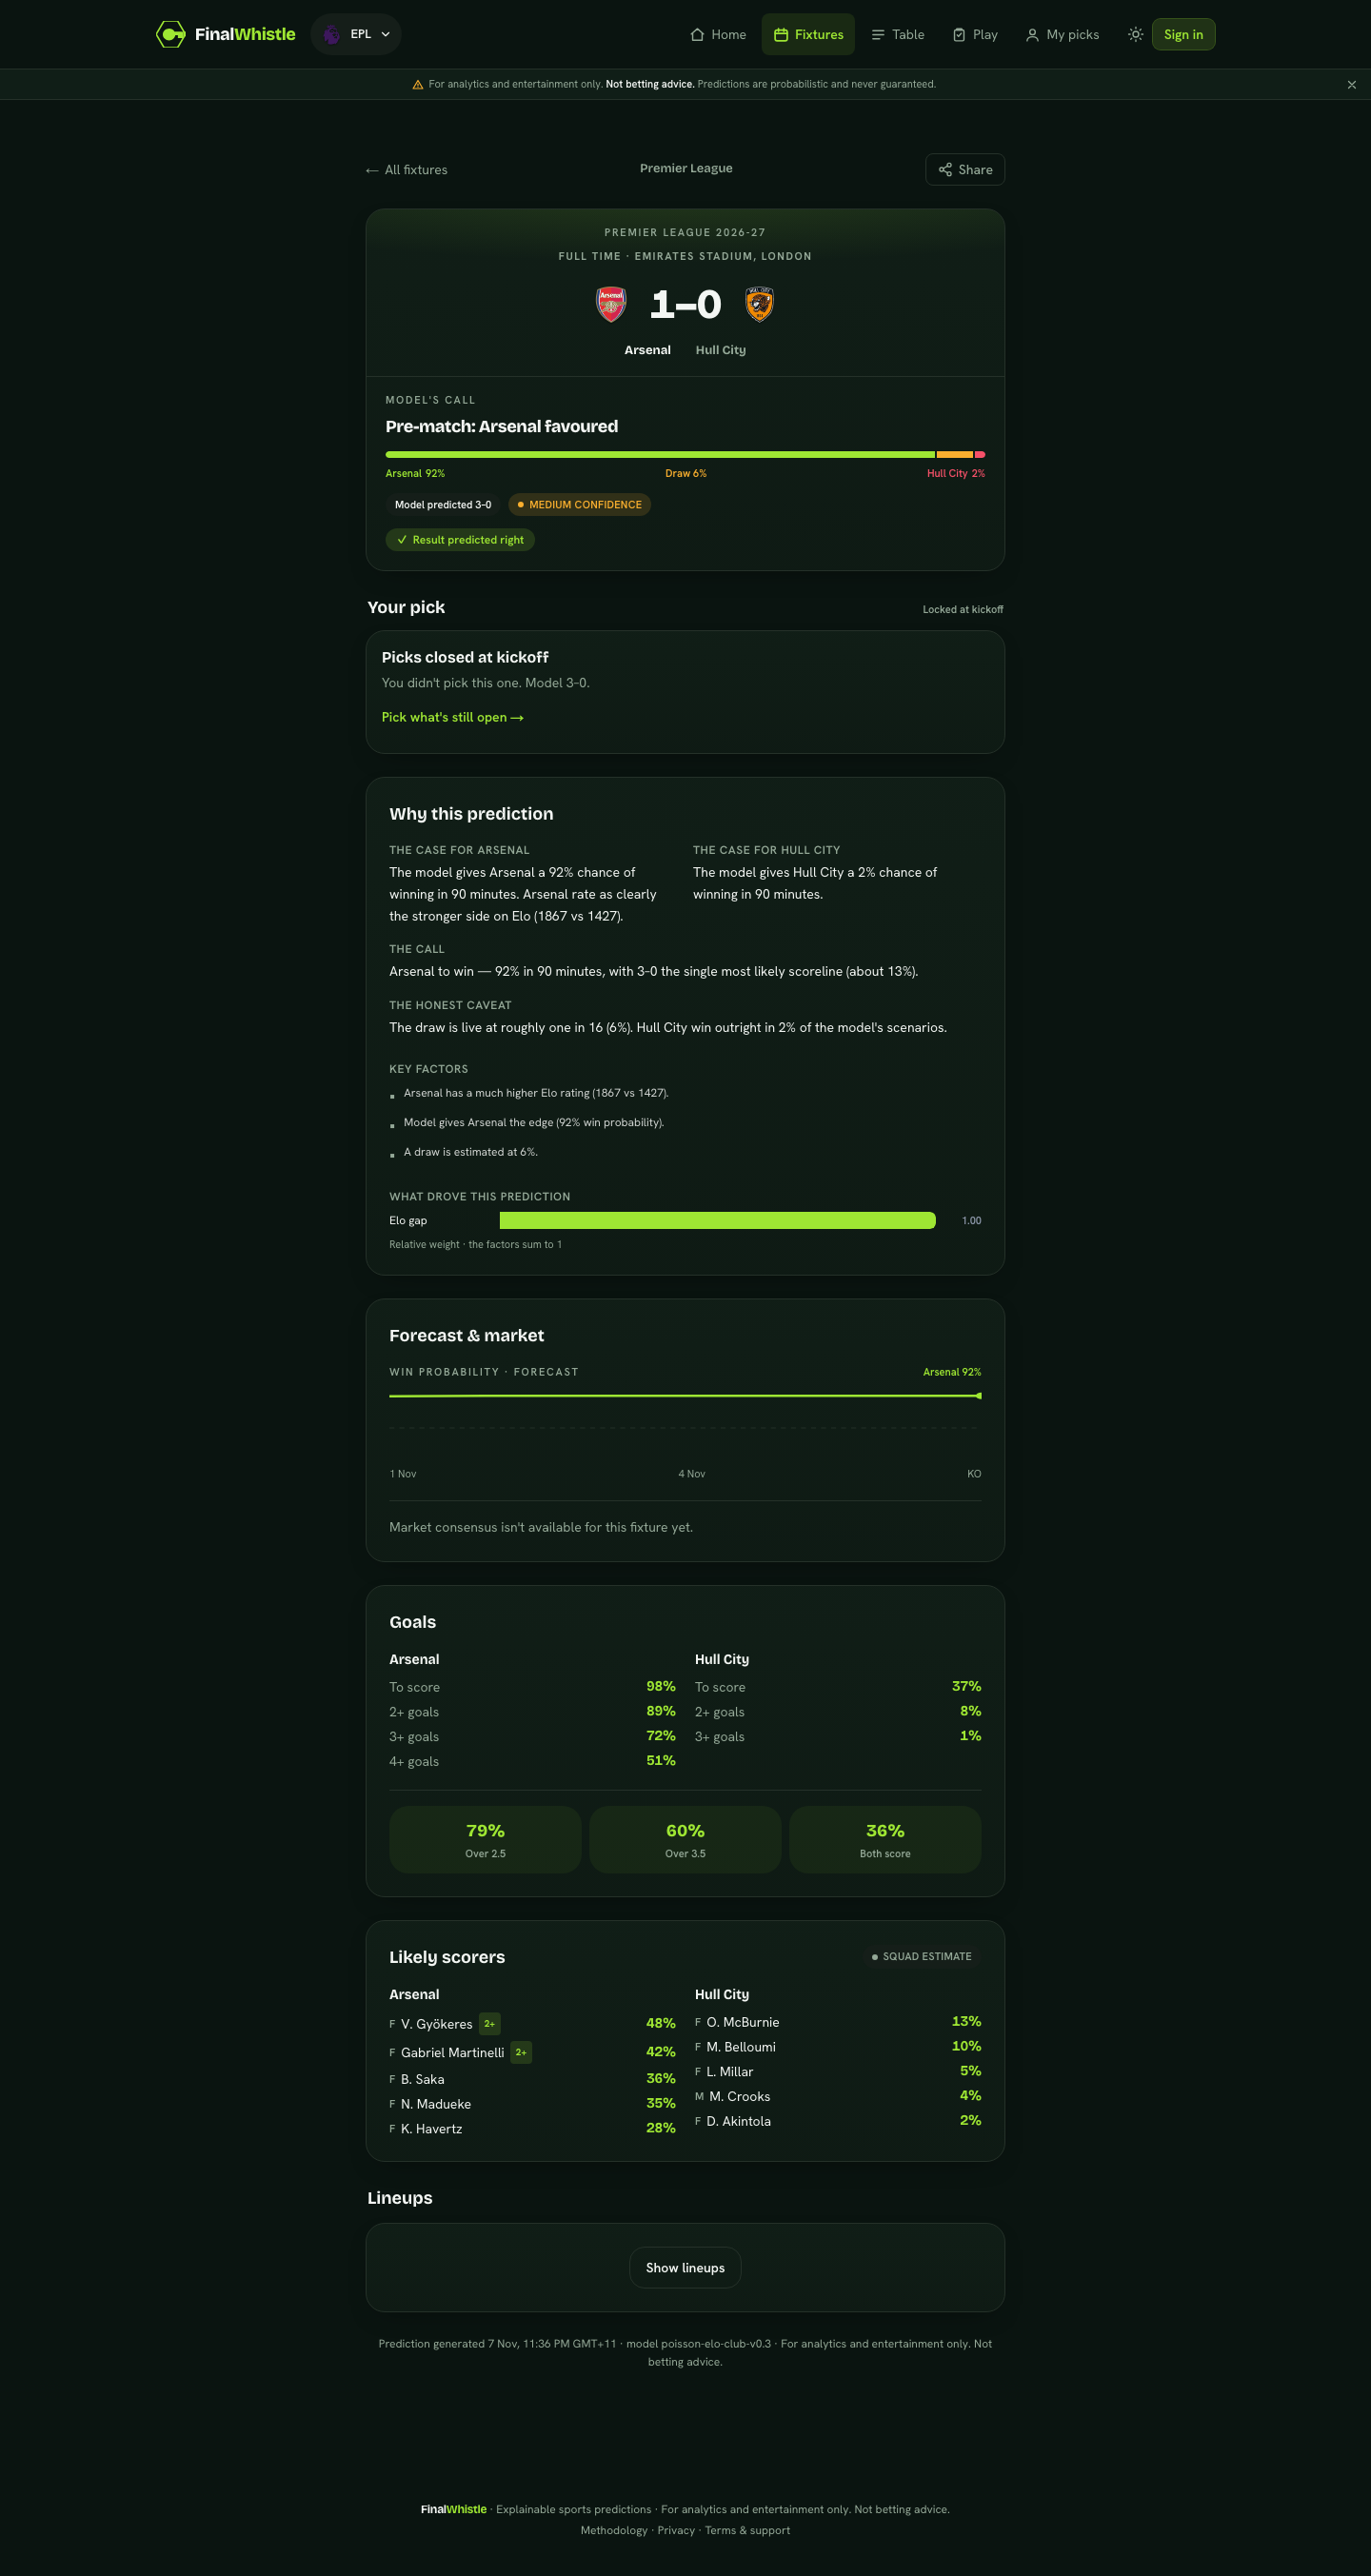 FinalWhistle
EPL
Home
Fixtures
Table
Play
My picks
Sign in
For analytics and entertainment only. Not betting advice. Predictions are probabilistic and never guaranteed.
← All fixtures
Premier League
Share
PREMIER LEAGUE 2026-27
FULL TIME · EMIRATES STADIUM, LONDON
Arsenal
1–0
HULL CITY
Arsenal
Hull City
MODEL'S CALL
Pre-match: Arsenal favoured
Arsenal 92%
Draw 6%
Hull City 2%
Model predicted 3–0
MEDIUM CONFIDENCE
Result predicted right
Your pick
Locked at kickoff
Picks closed at kickoff
You didn't pick this one. Model 3–0.
Pick what's still open →
Why this prediction
THE CASE FOR ARSENAL
The model gives Arsenal a 92% chance of
winning in 90 minutes. Arsenal rate as clearly
the stronger side on Elo (1867 vs 1427).
THE CASE FOR HULL CITY
The model gives Hull City a 2% chance of
winning in 90 minutes.
THE CALL
Arsenal to win — 92% in 90 minutes, with 3–0 the single most likely scoreline (about 13%).
THE HONEST CAVEAT
The draw is live at roughly one in 16 (6%). Hull City win outright in 2% of the model's scenarios.
KEY FACTORS
Arsenal has a much higher Elo rating (1867 vs 1427).
Model gives Arsenal the edge (92% win probability).
A draw is estimated at 6%.
WHAT DROVE THIS PREDICTION
Elo gap
1.00
Relative weight · the factors sum to 1
Forecast & market
WIN PROBABILITY · FORECAST
Arsenal 92%
1 Nov
4 Nov
KO
Market consensus isn't available for this fixture yet.
Goals
Arsenal
To score 98%
2+ goals 89%
3+ goals 72%
4+ goals 51%
Hull City
To score 37%
2+ goals 8%
3+ goals 1%
79%
Over 2.5
60%
Over 3.5
36%
Both score
Likely scorers
SQUAD ESTIMATE
Arsenal
F V. Gyökeres 2+ 48%
F Gabriel Martinelli 2+ 42%
F B. Saka 36%
F N. Madueke 35%
F K. Havertz 28%
Hull City
F O. McBurnie 13%
F M. Belloumi 10%
F L. Millar 5%
M M. Crooks 4%
F D. Akintola 2%
Lineups
Show lineups
Prediction generated 7 Nov, 11:36 PM GMT+11 · model poisson-elo-club-v0.3 · For analytics and entertainment only. Not
betting advice.
FinalWhistle · Explainable sports predictions · For analytics and entertainment only. Not betting advice.
Methodology · Privacy · Terms & support